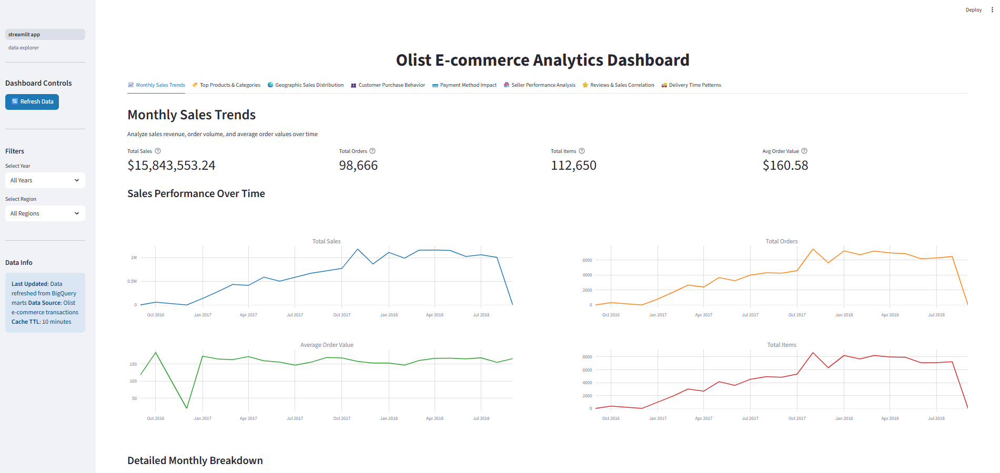 Deploy
streamlit app
data explorer
Dashboard Controls
Refresh Data
Filters
Select Year
All Years
Select Region
All Regions
Data Info
Last Updated: Data
refreshed from BigQuery
marts Data Source: Olist
e-commerce transactions
Cache TTL: 10 minutes
Olist E-commerce Analytics Dashboard
Monthly Sales Trends
Top Products & Categories
Geographic Sales Distribution
Customer Purchase Behavior
Payment Method Impact
Seller Performance Analysis
Reviews & Sales Correlation
Delivery Time Patterns
Monthly Sales Trends
Analyze sales revenue, order volume, and average order values over time
Total Sales
$15,843,553.24
Total Orders
98,666
Total Items
112,650
Avg Order Value
$160.58
Sales Performance Over Time
Total Sales
1M
0.5M
0
Oct 2016 Jan 2017 Apr 2017 Jul 2017 Oct 2017 Jan 2018 Apr 2018 Jul 2018
Total Orders
6000
4000
2000
0
Oct 2016 Jan 2017 Apr 2017 Jul 2017 Oct 2017 Jan 2018 Apr 2018 Jul 2018
Average Order Value
150
100
50
Oct 2016 Jan 2017 Apr 2017 Jul 2017 Oct 2017 Jan 2018 Apr 2018 Jul 2018
Total Items
8000
6000
4000
2000
0
Oct 2016 Jan 2017 Apr 2017 Jul 2017 Oct 2017 Jan 2018 Apr 2018 Jul 2018
Detailed Monthly Breakdown